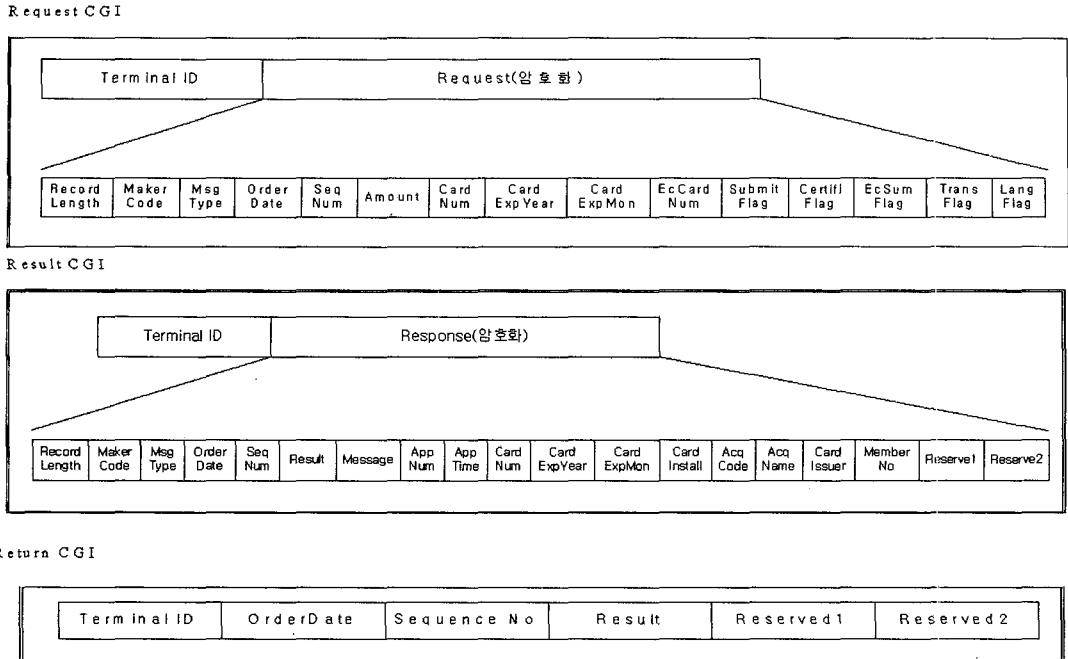 Request CGI
Terminal ID Request(암호화)
Record Length Maker Code Msg Type Order Date Seq Num Amount Card Num Card ExpYear Card ExpMon EcCard Num Submit Flag Certifi Flag EcSum Flag Trans Flag Lang Flag
Result CGI
Terminal ID Response(암호화)
Record Length Maker Code Msg Type Order Date Seq Num Result Message App Num App Time Card Num Card ExpYear Card ExpMon Card Install Acq Code Acq Name Card Issuer Member No Reserve1 Reserve2
Return CGI
Terminal ID OrderDate Sequence No Result Reserved1 Reserved2